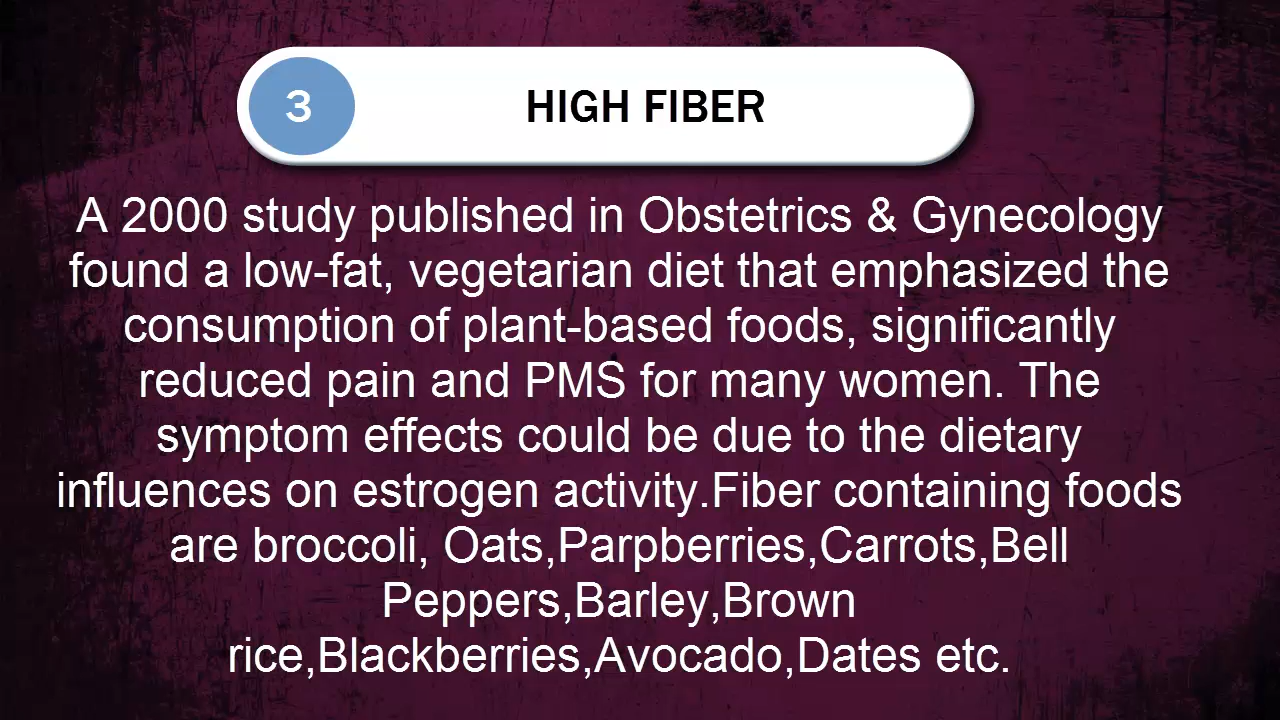 3
HIGH FIBER
A 2000 study published in Obstetrics & Gynecology
found a low-fat, vegetarian diet that emphasized the
consumption of plant-based foods, significantly
reduced pain and PMS for many women. The
symptom effects could be due to the dietary
influences on estrogen activity.Fiber containing foods
are broccoli, Oats,Parpberries,Carrots,Bell
Peppers,Barley,Brown
rice,Blackberries,Avocado,Dates etc.